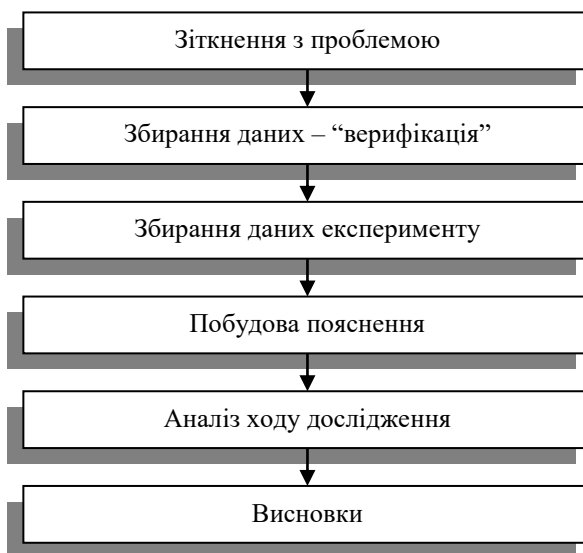 Зіткнення з проблемою
Збирання даних – “верифікація”
Збирання даних експерименту
Побудова пояснення
Аналіз ходу дослідження
Висновки